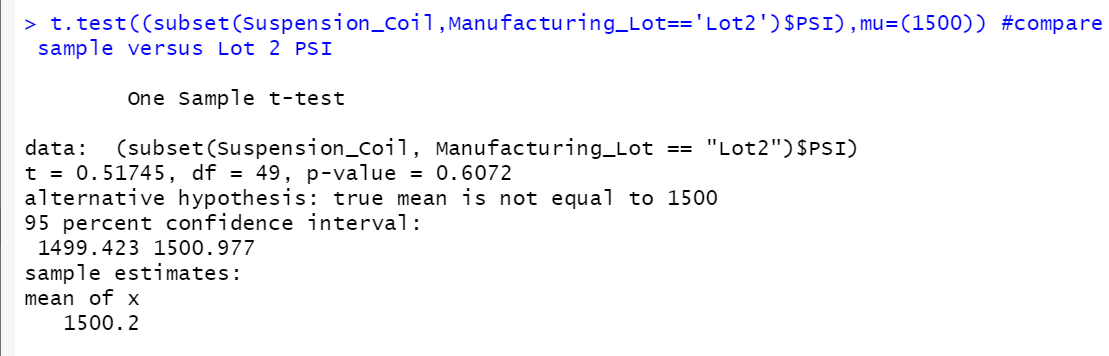 > t.test((subset(Suspension_Coil,Manufacturing_Lot=='Lot2')$PSI),mu=(1500)) #compare
sample versus Lot 2 PSI
One Sample t-test
data:  (subset(Suspension_Coil, Manufacturing_Lot == "Lot2")$PSI)
t = 0.51745, df = 49, p-value = 0.6072
alternative hypothesis: true mean is not equal to 1500
95 percent confidence interval:
1499.423 1500.977
sample estimates:
mean of x
1500.2